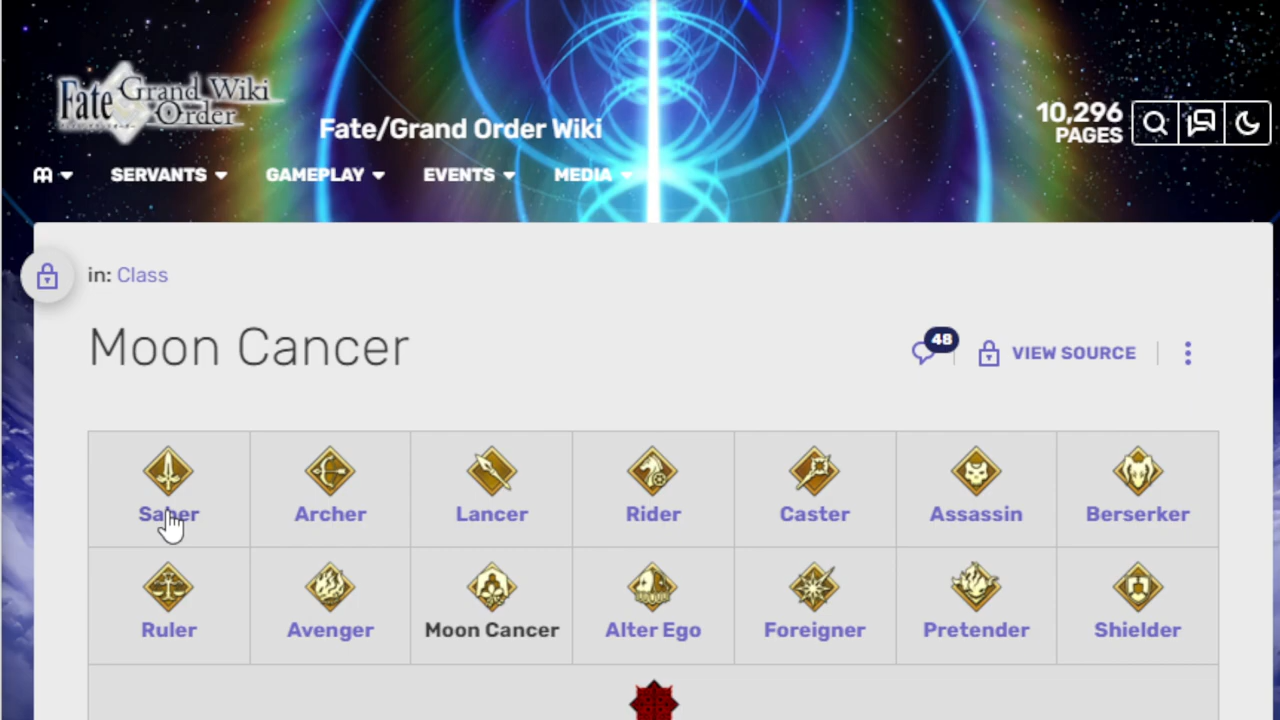 Fate Grand Wiki
Order
Fate/Grand Order Wiki
10,296
PAGES
SERVANTS
GAMEPLAY
EVENTS
MEDIA
in: Class
Moon Cancer
48
VIEW SOURCE
Saber Archer Lancer Rider Caster Assassin Berserker
Ruler Avenger Moon Cancer Alter Ego Foreigner Pretender Shielder